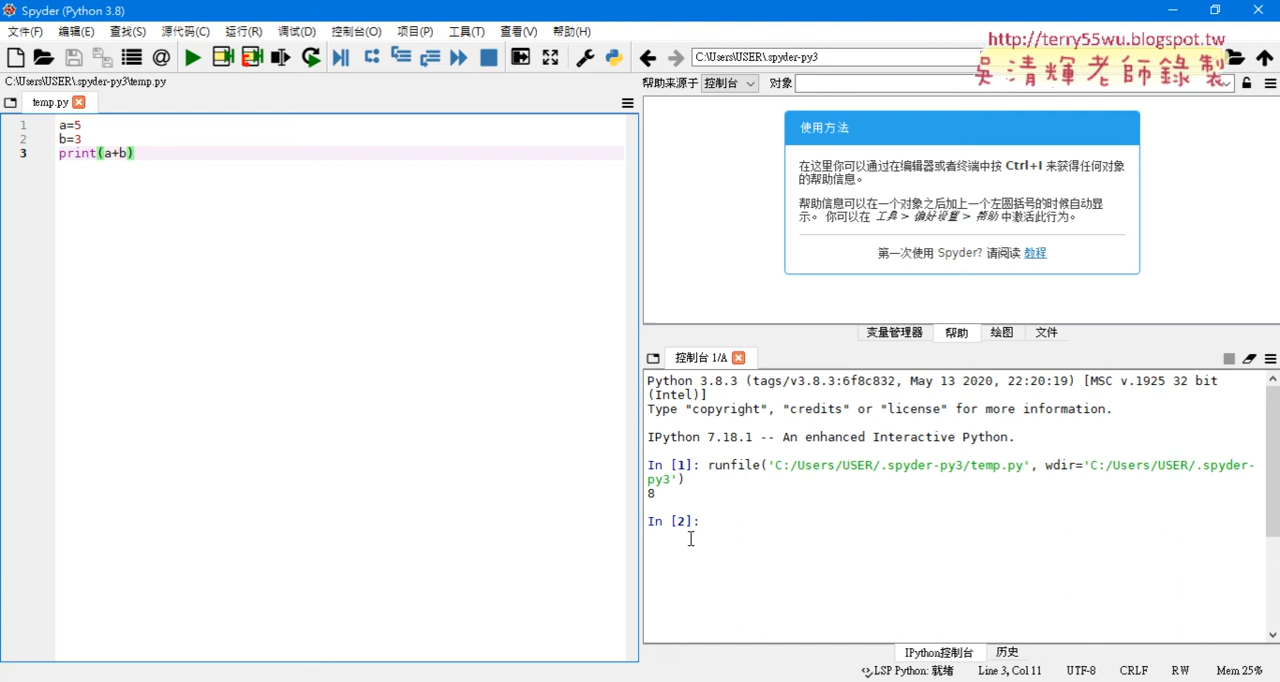 Spyder (Python 3.8)
文件(F) 编辑(E) 查找(S) 源代码(C) 运行(R) 调试(D) 控制台(O) 项目(P) 工具(T) 查看(V) 帮助(H)
http://terry55wu.blogspot.tw
吳清輝老師錄製
C:\Users\USER\.spyder-py3
C:\Users\USER\.spyder-py3\temp.py
帮助来源于 控制台 对象
temp.py
1 a=5
2 b=3
3 print(a+b)
使用方法
在这里你可以通过在编辑器或者终端中按 Ctrl+I 来获得任何对象
的帮助信息。
帮助信息可以在一个对象之后加上一个左圆括号的时候自动显
示。 你可以在 工具 > 偏好设置 > 帮助 中激活此行为。
第一次使用 Spyder? 请阅读 教程
变量管理器 帮助 绘图 文件
控制台 1/A
Python 3.8.3 (tags/v3.8.3:6f8c832, May 13 2020, 22:20:19) [MSC v.1925 32 bit
(Intel)]
Type "copyright", "credits" or "license" for more information.
IPython 7.18.1 -- An enhanced Interactive Python.
In [1]: runfile('C:/Users/USER/.spyder-py3/temp.py', wdir='C:/Users/USER/.spyder-
py3')
8
In [2]:
IPython控制台 历史
LSP Python: 就绪 Line 3, Col 11 UTF-8 CRLF RW Mem 25%